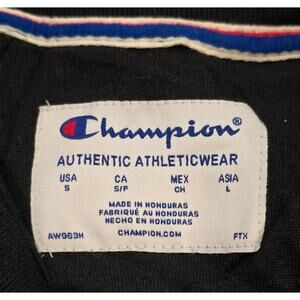 Champion®
AUTHENTIC ATHLETICWEAR
USA CA MEX ASIA
S S/P CH L
MADE IN HONDURAS
FABRIQUÉ AU HONDURAS
HECHO EN HONDURAS
AW963H CHAMPION.COM FTX